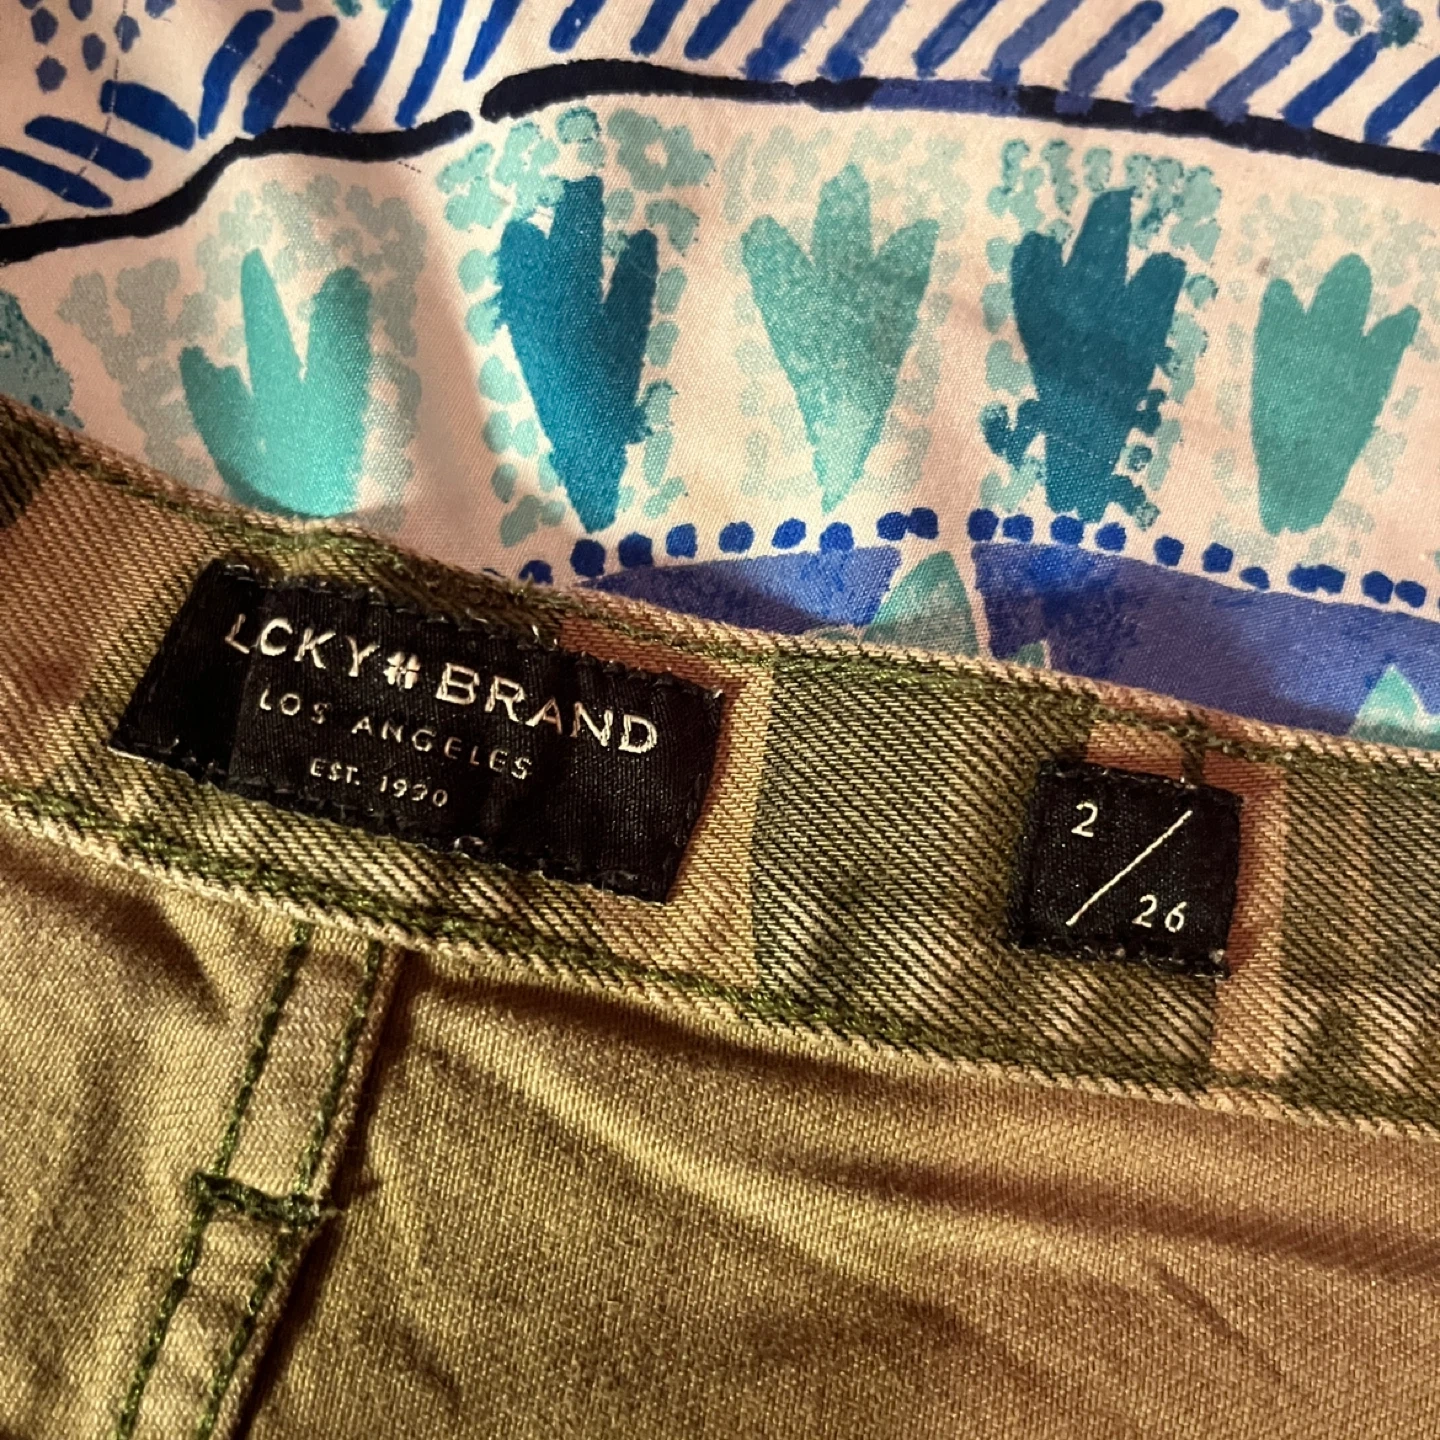 LCKY BRAND
LOS ANGELES
EST. 1990
2/26